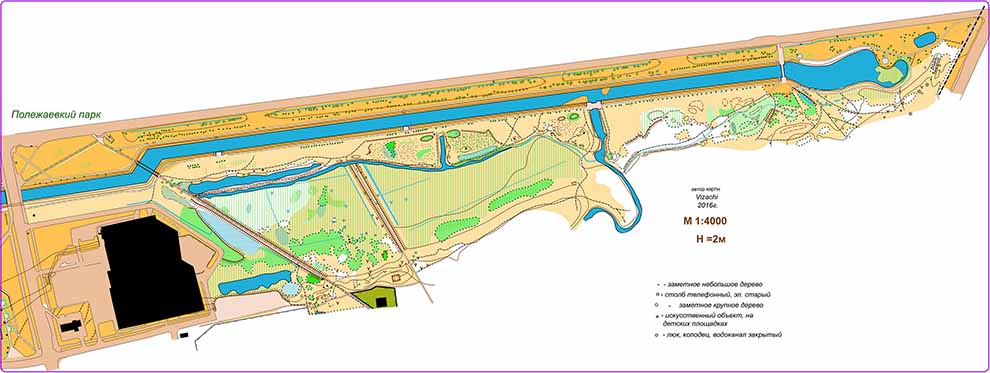 Полежаевкий парк
автор карты
Vizachi
2016г.
М 1:4000
Н =2м
- заметное небольшое дерево
- столб телефонный, эл. старый
- заметное крупное дерево
- искусственный объект, на
детских площадках
- люк, колодец, водоканал закрытый